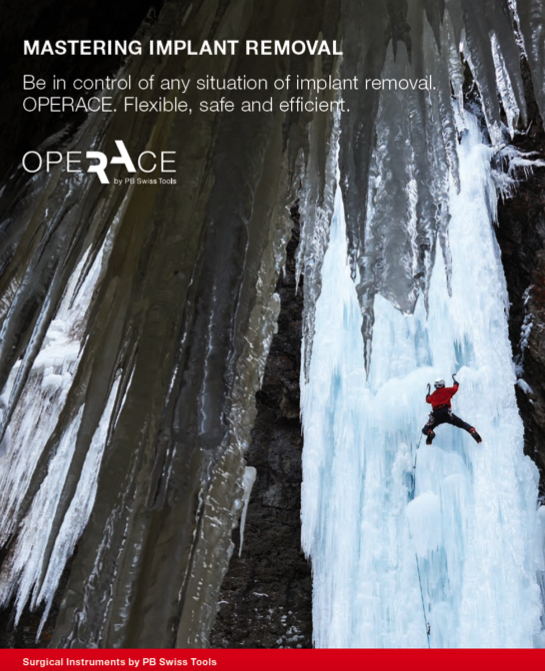 MASTERING IMPLANT REMOVAL
Be in control of any situation of implant removal.
OPERACE. Flexible, safe and efficient.
OPERACE
by PB Swiss Tools
Surgical Instruments by PB Swiss Tools